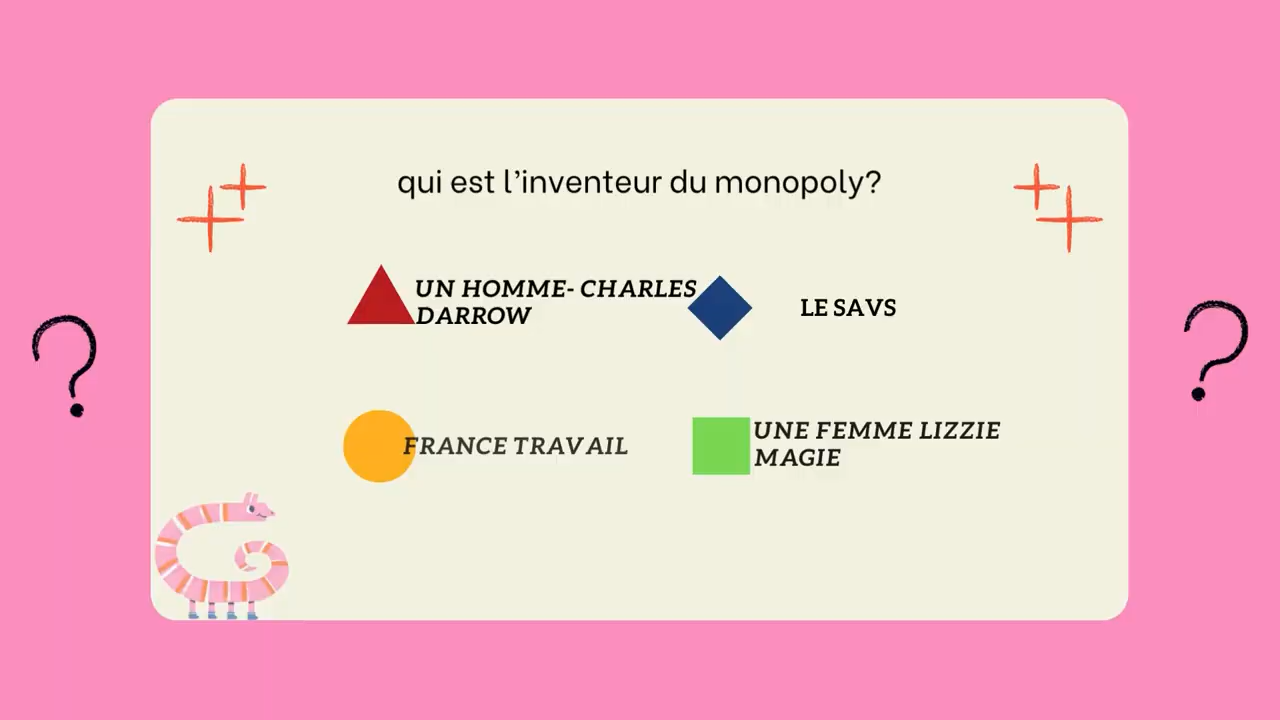 qui est l'inventeur du monopoly?
UN HOMME- CHARLES
DARROW
LE SAVS
FRANCE TRAVAIL
UNE FEMME LIZZIE
MAGIE
?
?